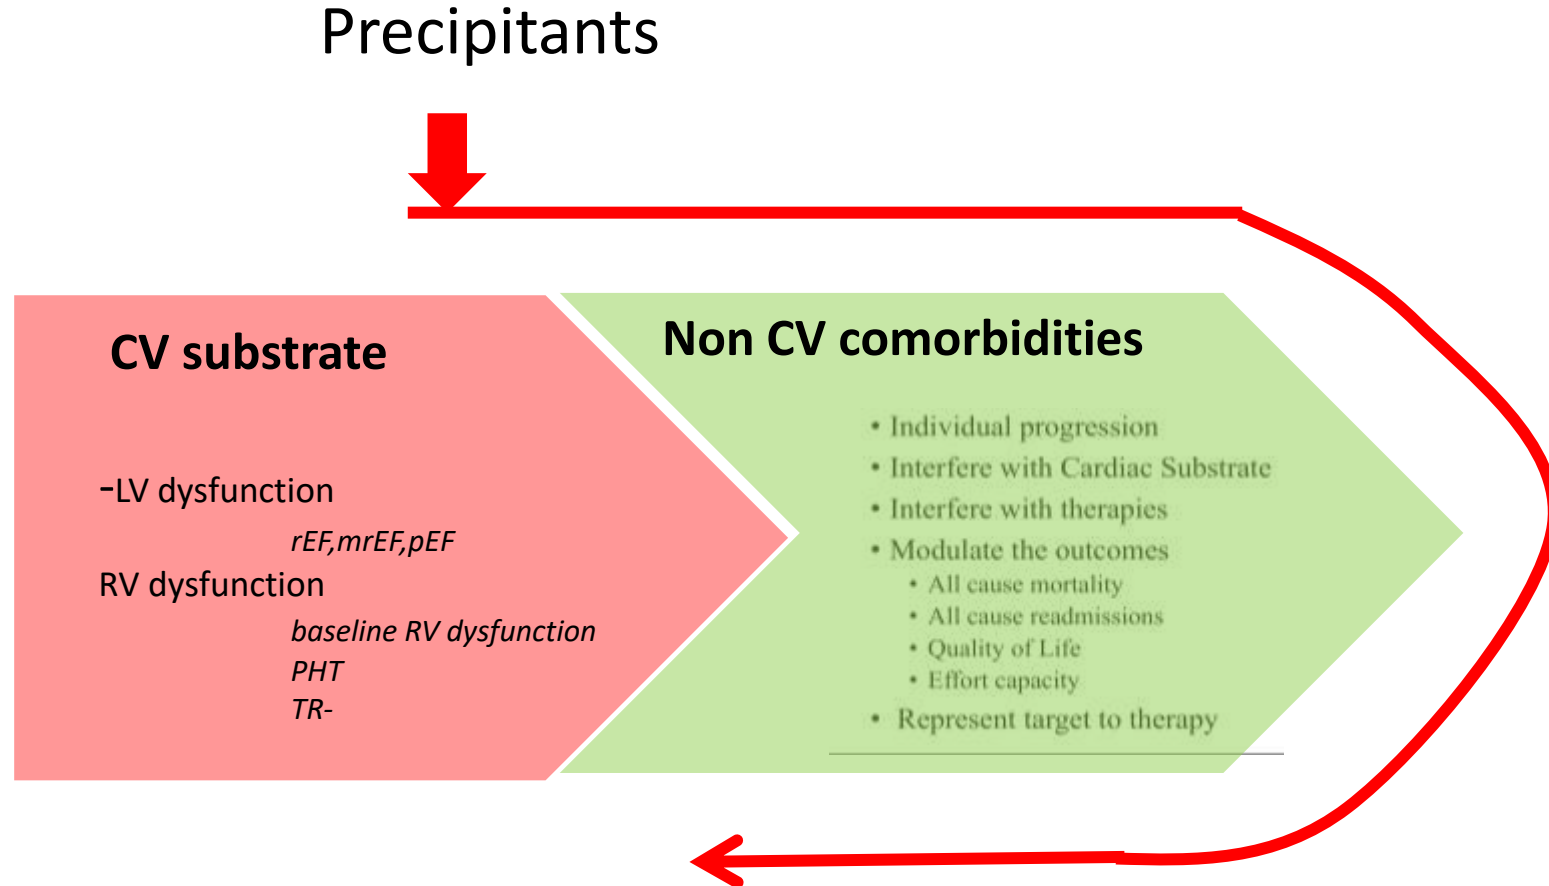 Precipitants
CV substrate
-LV dysfunction
rEF,mrEF,pEF
RV dysfunction
baseline RV dysfunction
PHT
TR-
Non CV comorbidities
• Individual progression
• Interfere with Cardiac Substrate
• Interfere with therapies
• Modulate the outcomes
• All cause mortality
• All cause readmissions
• Quality of Life
• Effort capacity
• Represent target to therapy